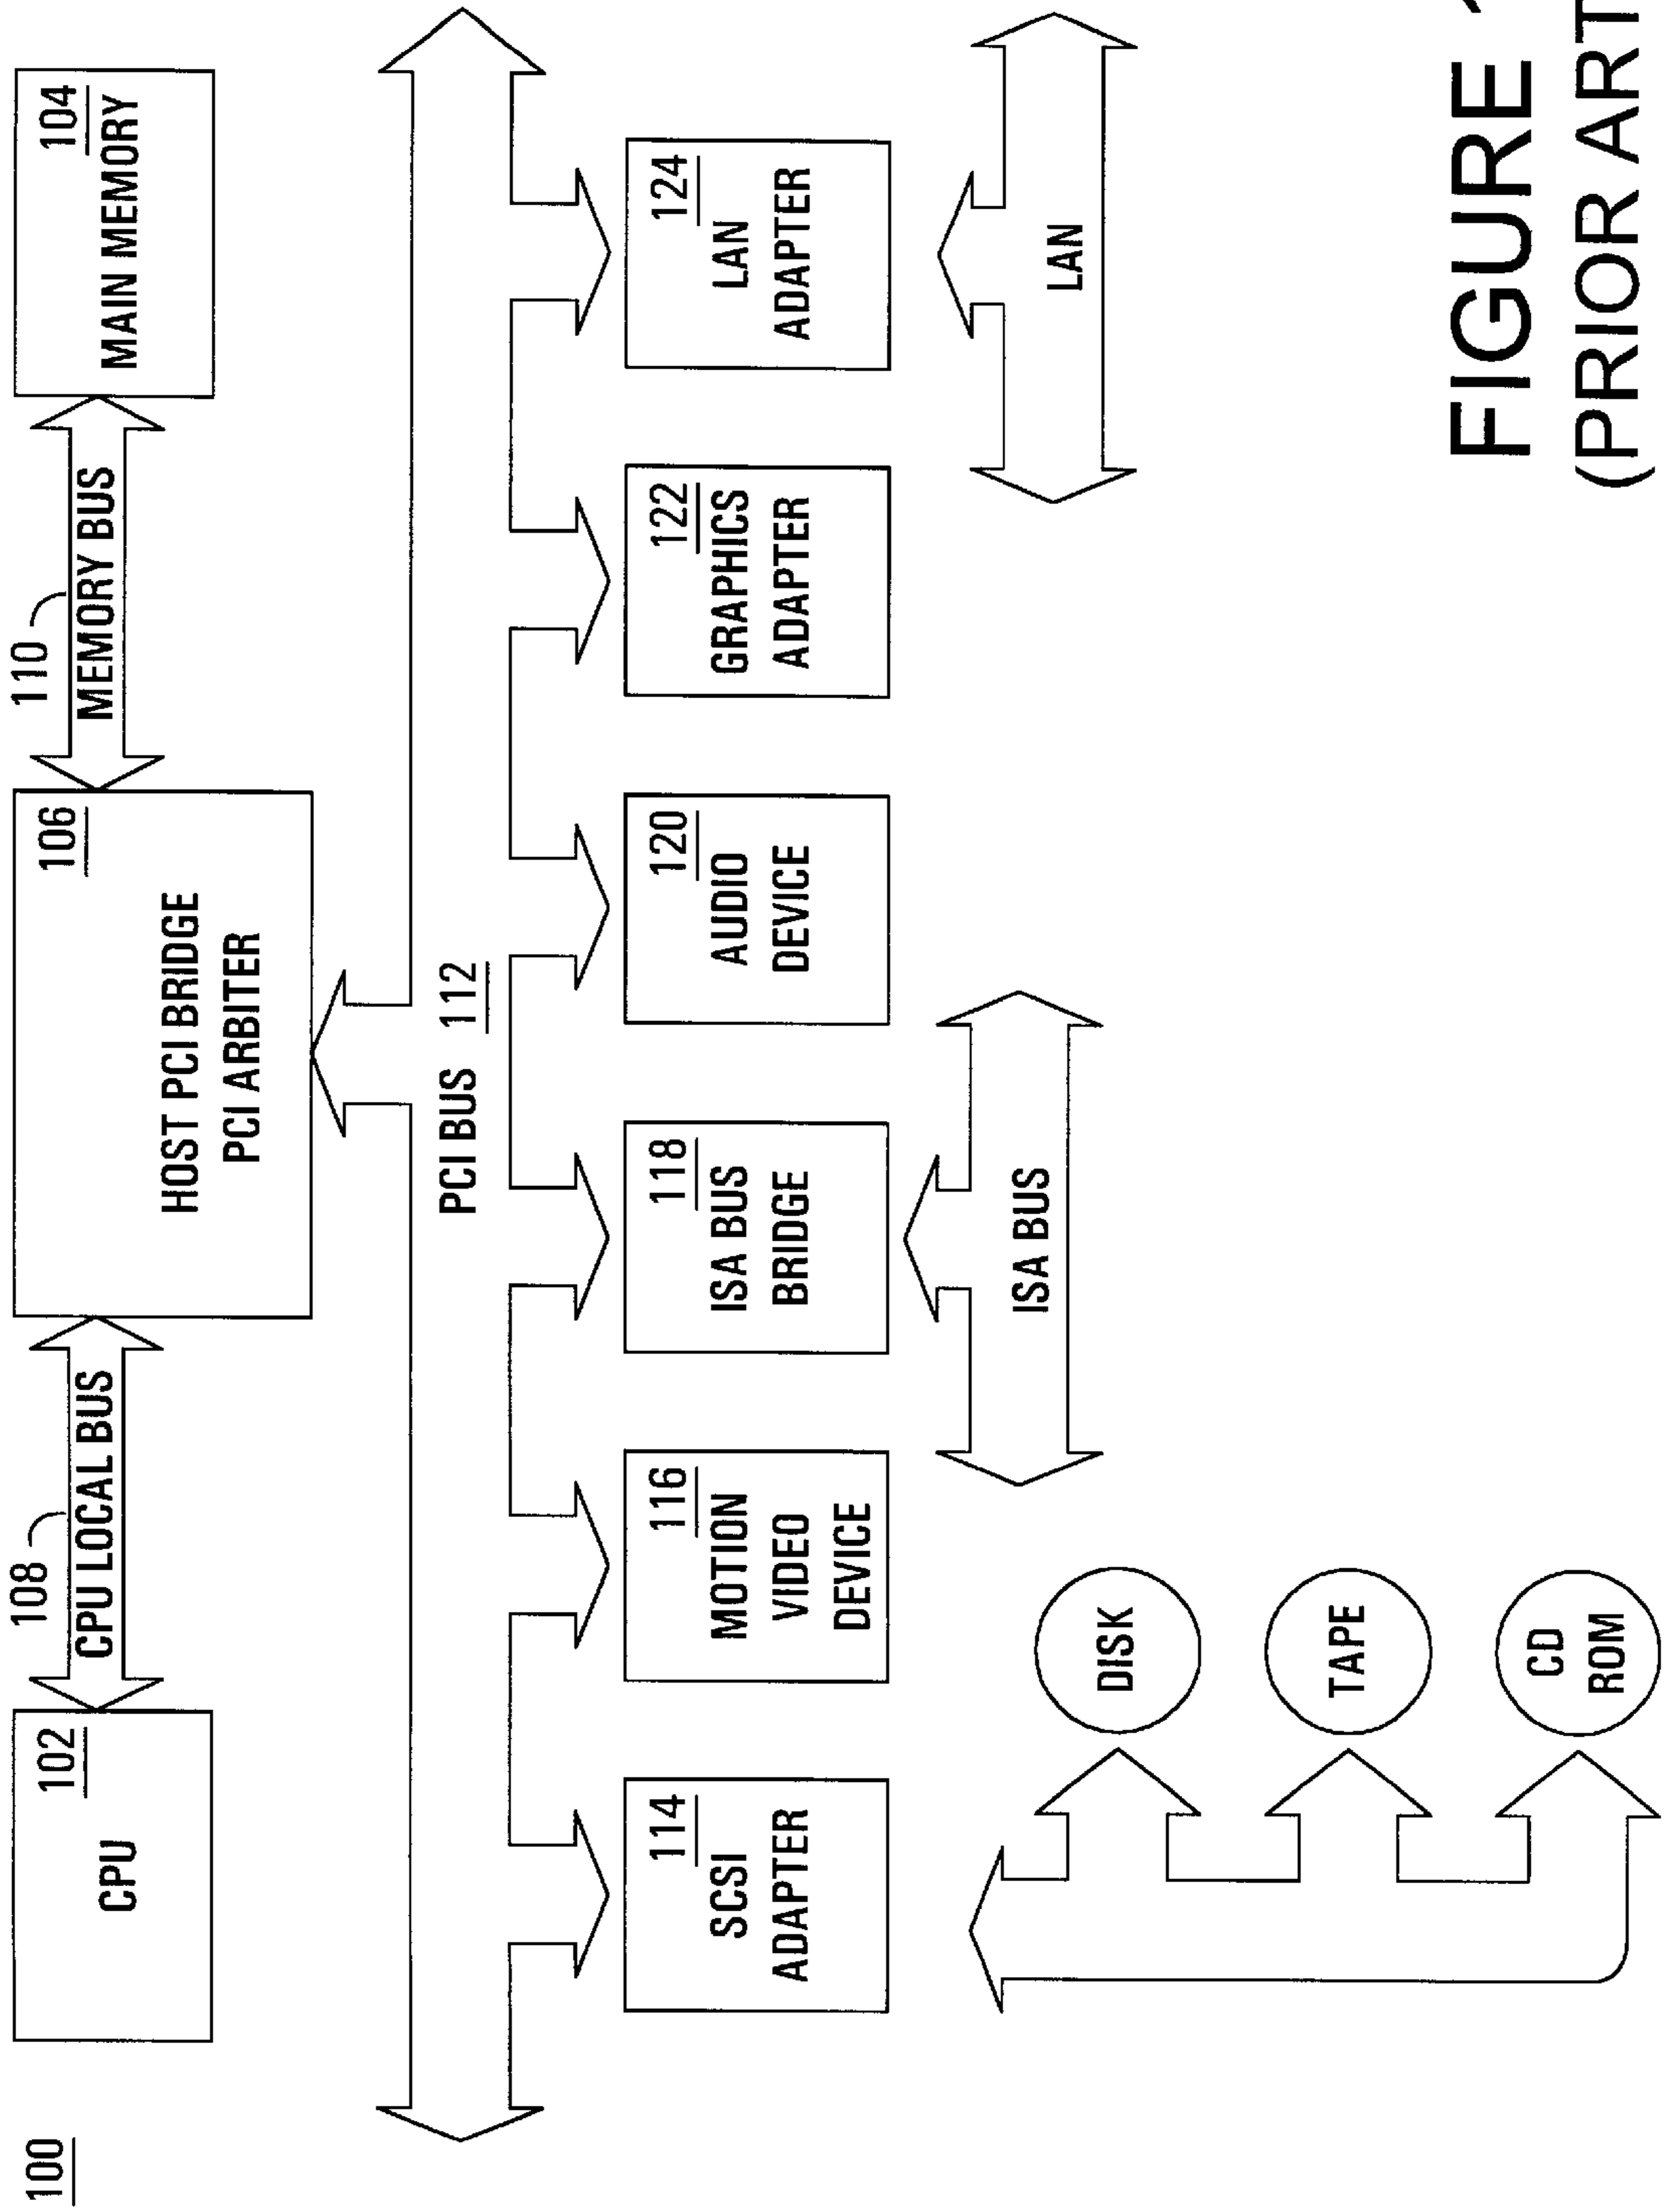 100
102
CPU
108
CPU LOCAL BUS
106
HOST PCI BRIDGE
PCI ARBITER
110
MEMORY BUS
104
MAIN MEMORY
PCI BUS 112
114
SCSI
ADAPTER
116
MOTION
VIDEO
DEVICE
118
ISA BUS
BRIDGE
120
AUDIO
DEVICE
122
GRAPHICS
ADAPTER
124
LAN
ADAPTER
DISK
TAPE
CD
ROM
ISA BUS
LAN
FIGURE
(PRIOR ART